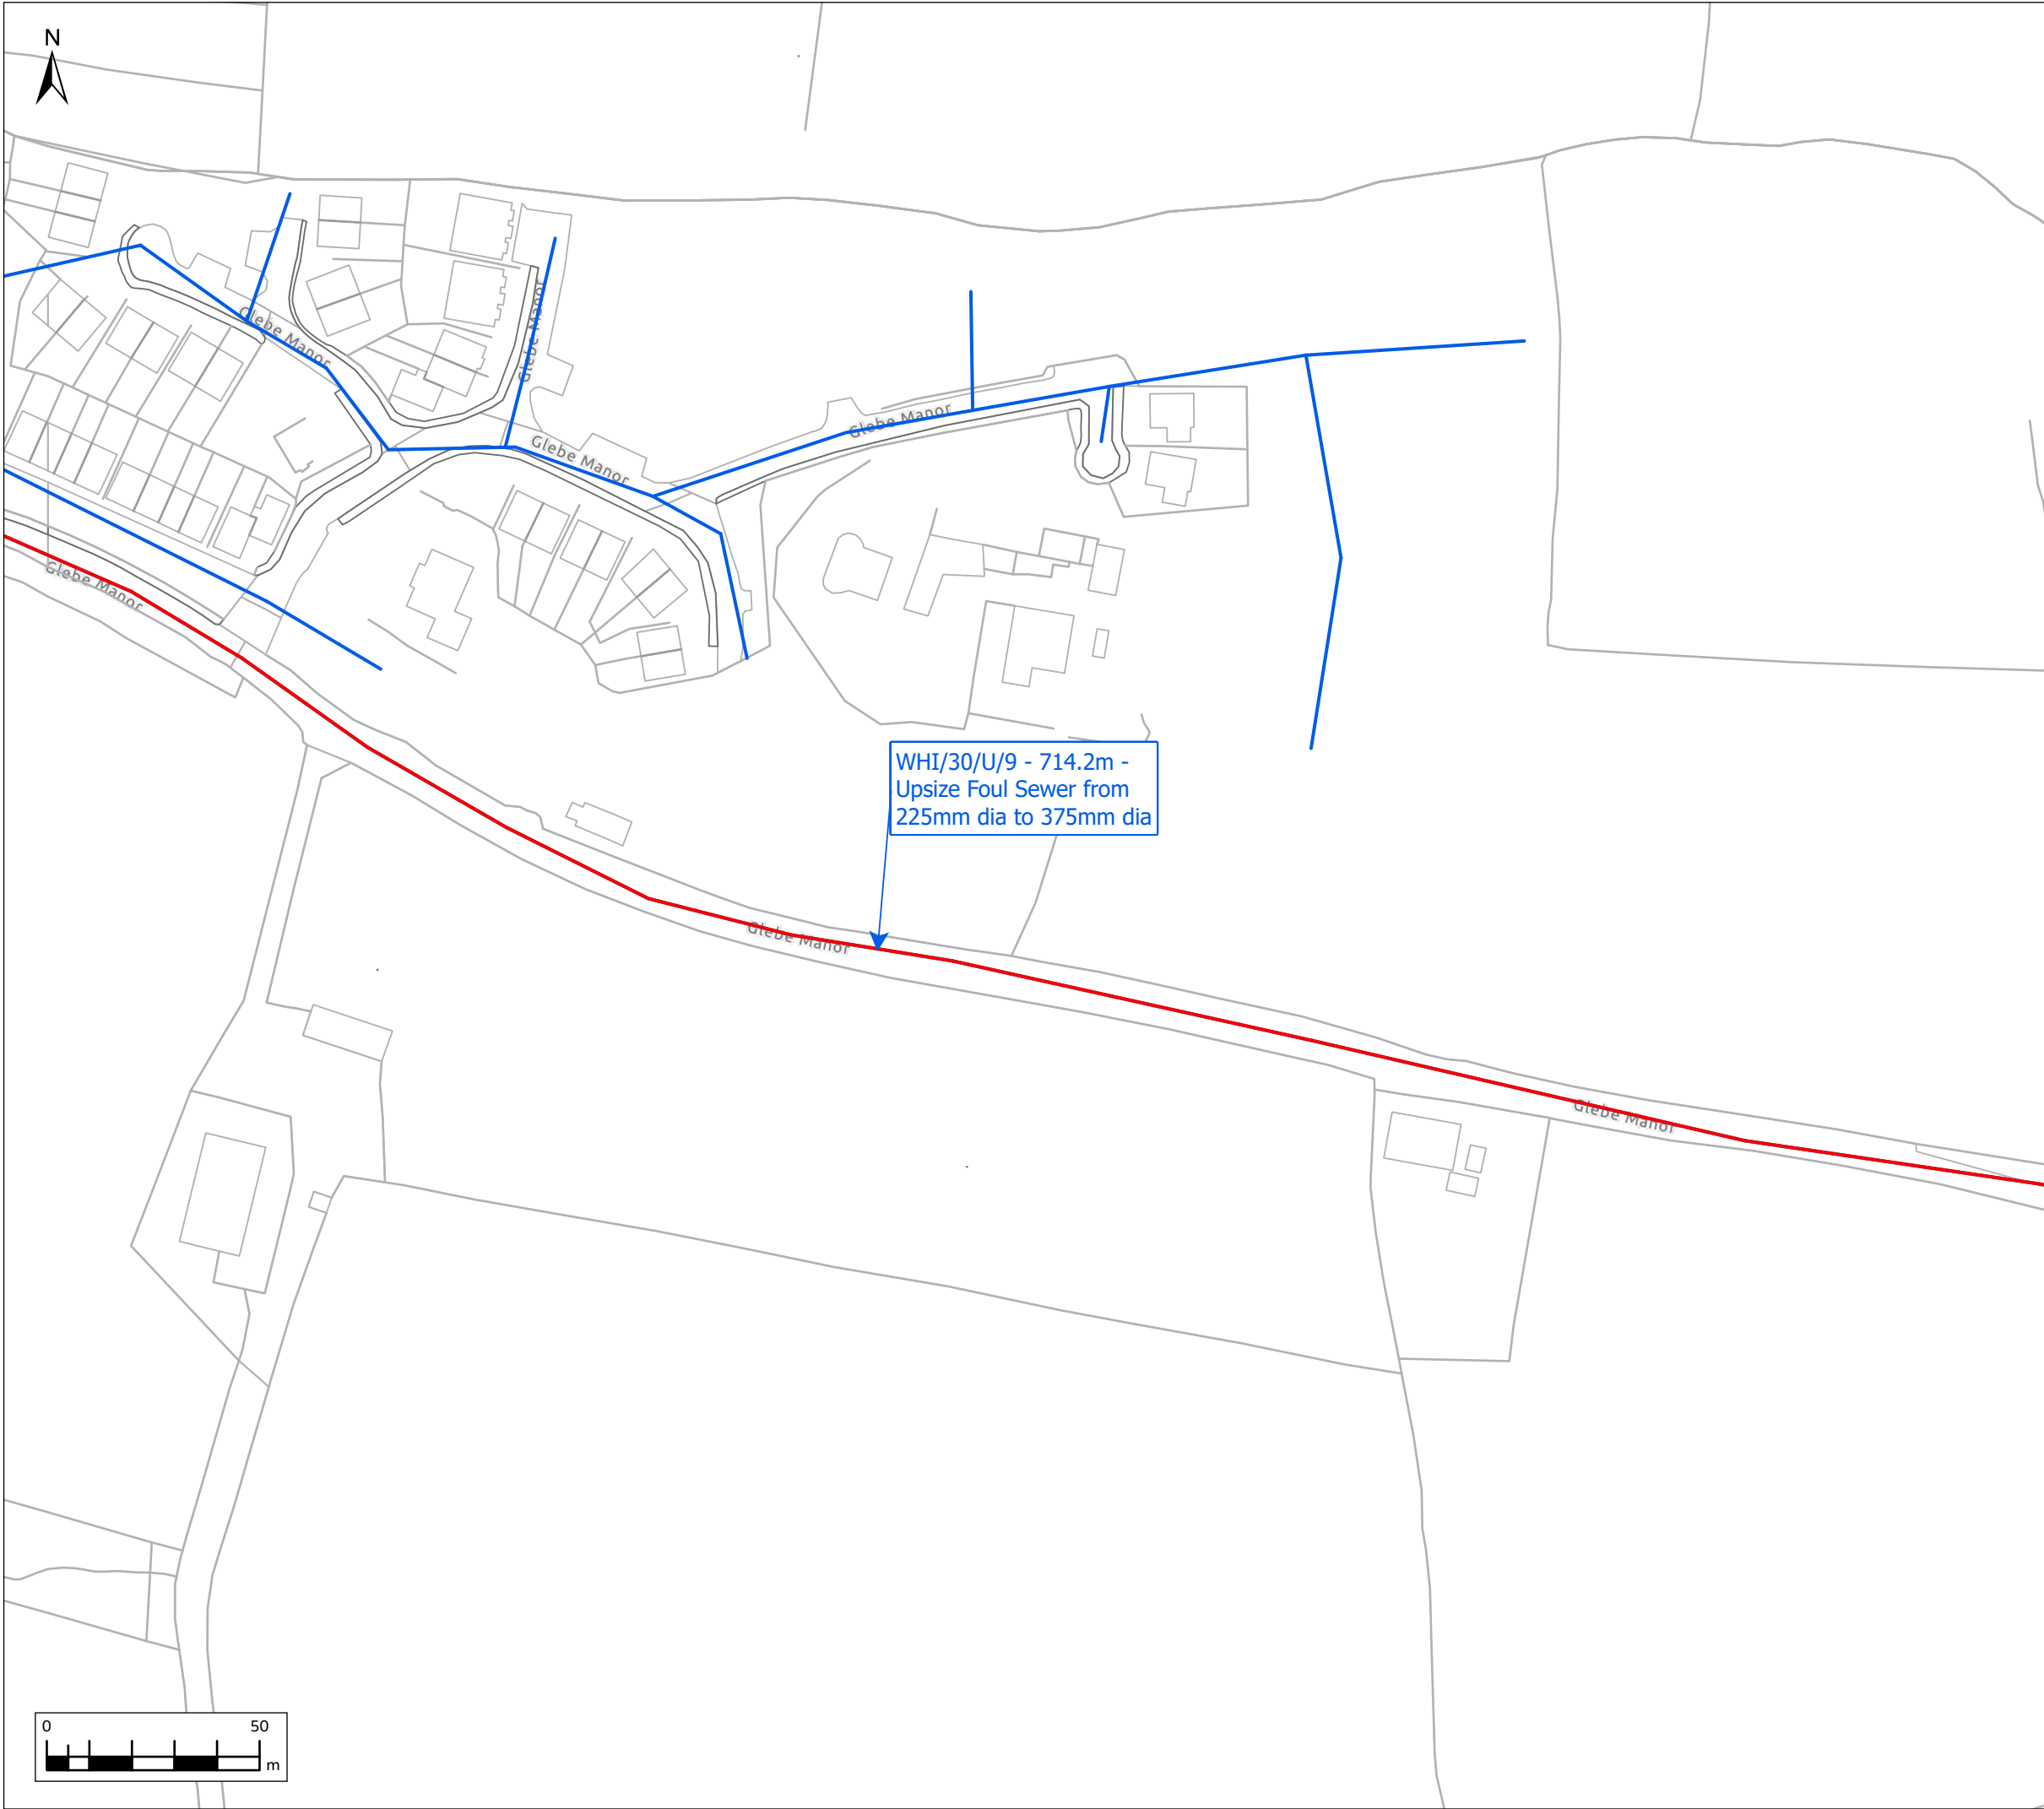 N
Glebe Manor
Glebe Manor
Glebe Manor
Glebe Manor
Glebe Manor
WHI/30/U/9 - 714.2m -
Upsize Foul Sewer from
225mm dia to 375mm dia
Glebe Manor
Glebe Manor
0 50
m